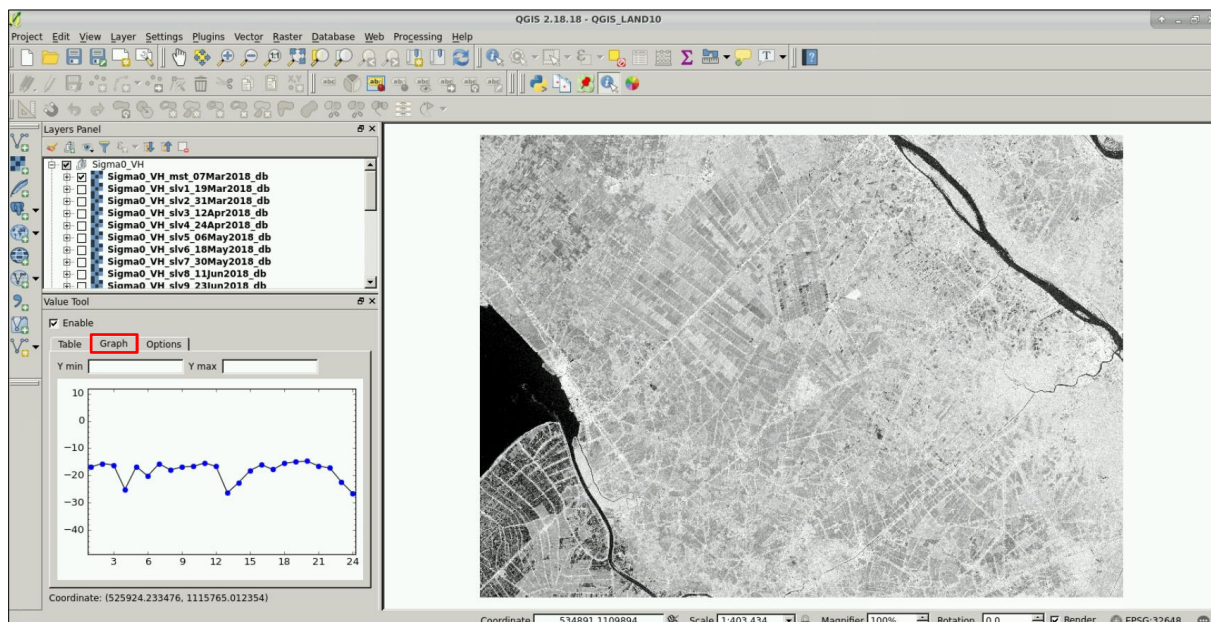 QGIS 2.18.18 - QGIS_LAND10
Project Edit View Layer Settings Plugins Vector Raster Database Web Processing Help
Layers Panel
Sigma0_VH
Sigma0_VH_mst_07Mar2018_db
Sigma0_VH_slv1_19Mar2018_db
Sigma0_VH_slv2_31Mar2018_db
Sigma0_VH_slv3_12Apr2018_db
Sigma0_VH_slv4_24Apr2018_db
Sigma0_VH_slv5_06May2018_db
Sigma0_VH_slv6_18May2018_db
Sigma0_VH_slv7_30May2018_db
Sigma0_VH_slv8_11Jun2018_db
Sigma0_VH_slv9_23Jun2018_db
Value Tool
Enable
Table Graph Options
Y min Y max
10
0
−10
−20
−30
−40
3 6 9 12 15 18 21 24
Coordinate: (525924.233476, 1115765.012354)
Coordinate 534891,1109894 Scale 1:403,434 Magnifier 100% Rotation 0.0 Render EPSG:32648